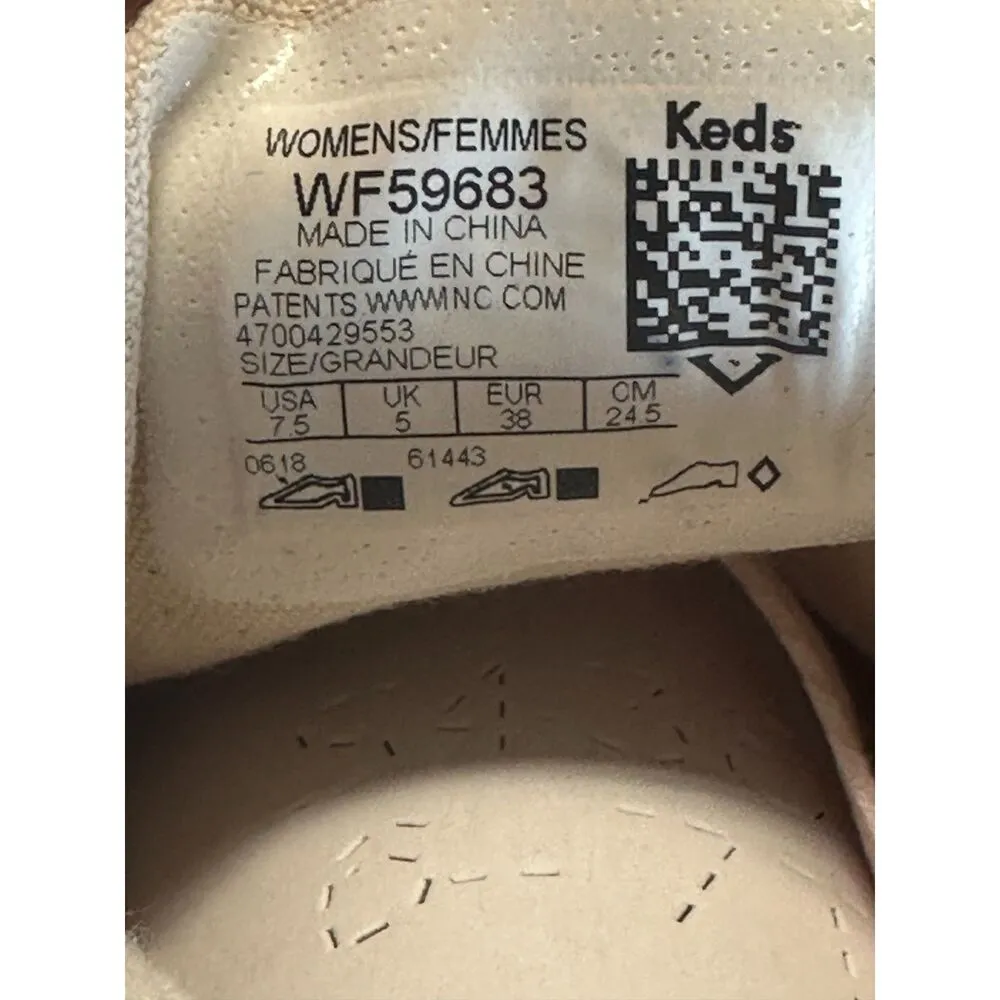 Keds
WOMENS/FEMMES
WF59683
MADE IN CHINA
FABRIQUÉ EN CHINE
PATENTS WWWMNC.COM
4700429553
SIZE/GRANDEUR
USA UK EUR CM
7.5 5 38 24.5
0618 61443